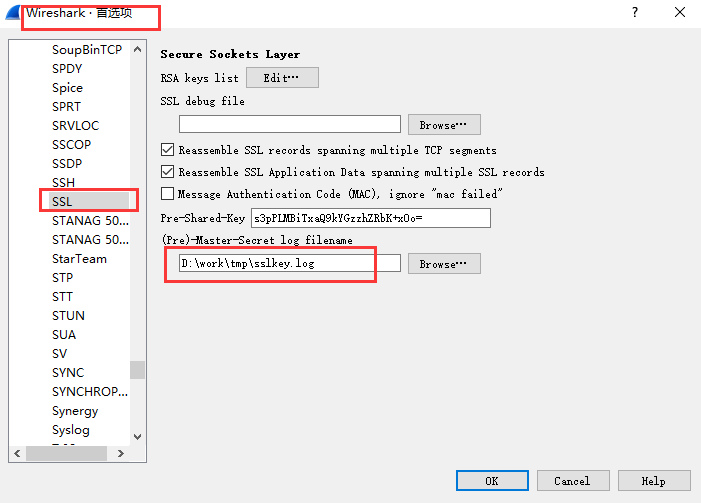 Wireshark · 首选项
?
SoupBinTCP
SPDY
Spice
SPRT
SRVLOC
SSCOP
SSDP
SSH
SSL
STANAG 50...
STANAG 50...
StarTeam
STP
STT
STUN
SUA
SV
SYNC
SYNCHROP...
Synergy
Syslog
Secure Sockets Layer
RSA keys list Edit…
SSL debug file
Browse…
Reassemble SSL records spanning multiple TCP segments
Reassemble SSL Application Data spanning multiple SSL records
Message Authentication Code (MAC), ignore "mac failed"
Pre-Shared-Key s3pPLMBiTxaQ9kYGzzhZRbK+xOo=
(Pre)-Master-Secret log filename
D:\work\tmp\sslkey.log Browse…
OK Cancel Help